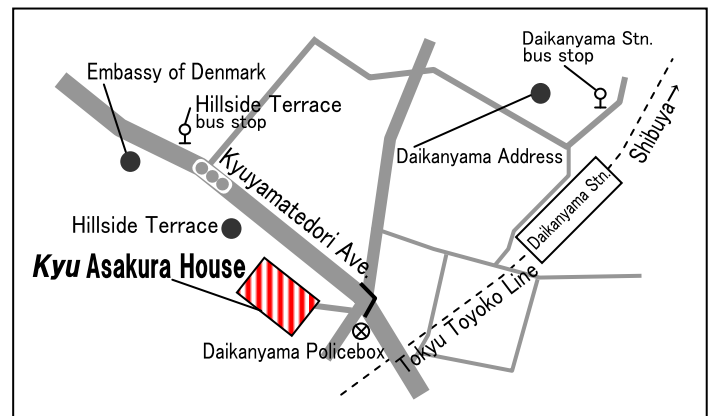 Daikanyama Stn.
bus stop
Embassy of Denmark
Hillside Terrace
bus stop
Shibuya→
Kyuyamatedori Ave.
Daikanyama Address
Daikanyama Stn.
Hillside Terrace
Kyu Asakura House
Tokyu Toyoko Line
Daikanyama Policebox